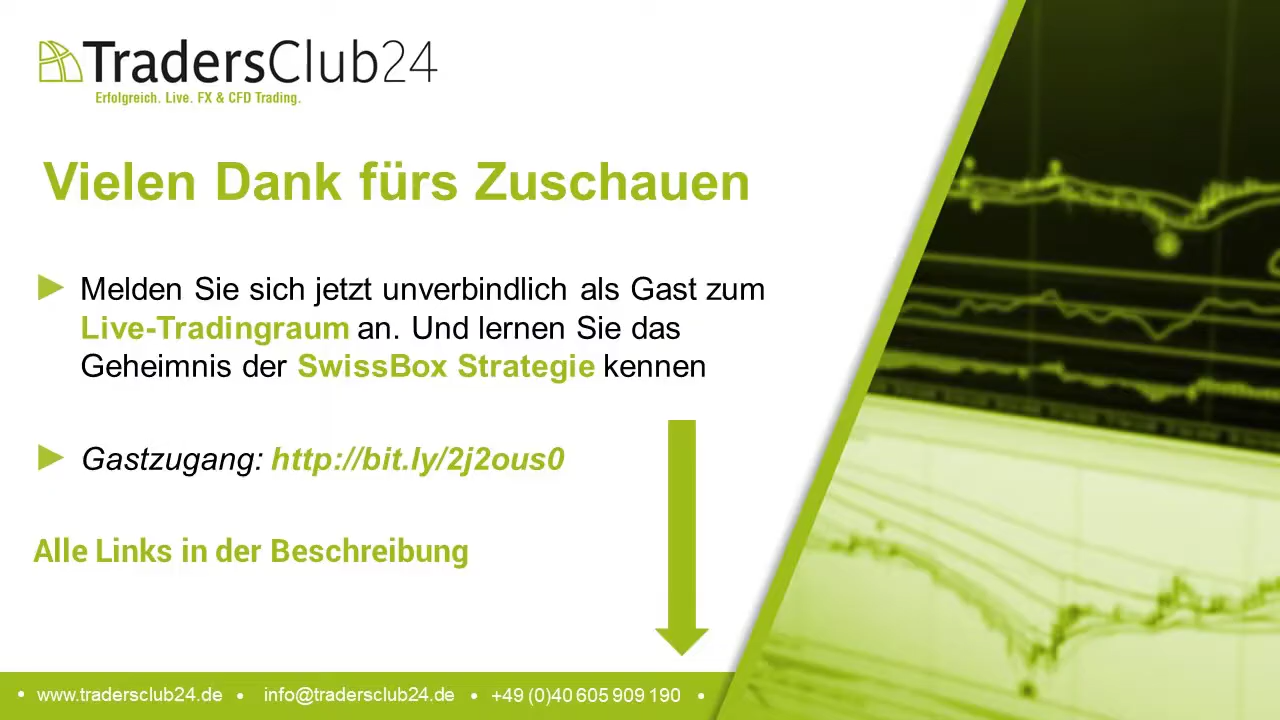 TradersClub24
Erfolgreich. Live. FX & CFD Trading.
Vielen Dank fürs Zuschauen
Melden Sie sich jetzt unverbindlich als Gast zum
Live-Tradingraum an. Und lernen Sie das
Geheimnis der SwissBox Strategie kennen
Gastzugang: http://bit.ly/2j2ous0
Alle Links in der Beschreibung
• www.tradersclub24.de • info@tradersclub24.de • +49 (0)40 605 909 190 •